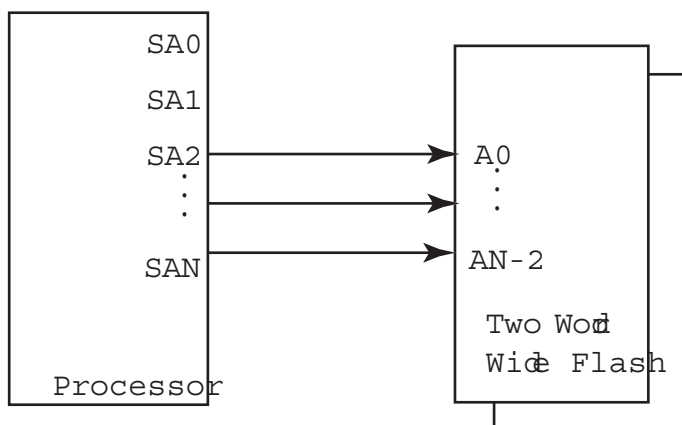 SA0
SA1
SA2
SAN
Processor
A0
AN-2
Two Word
Wide Flash